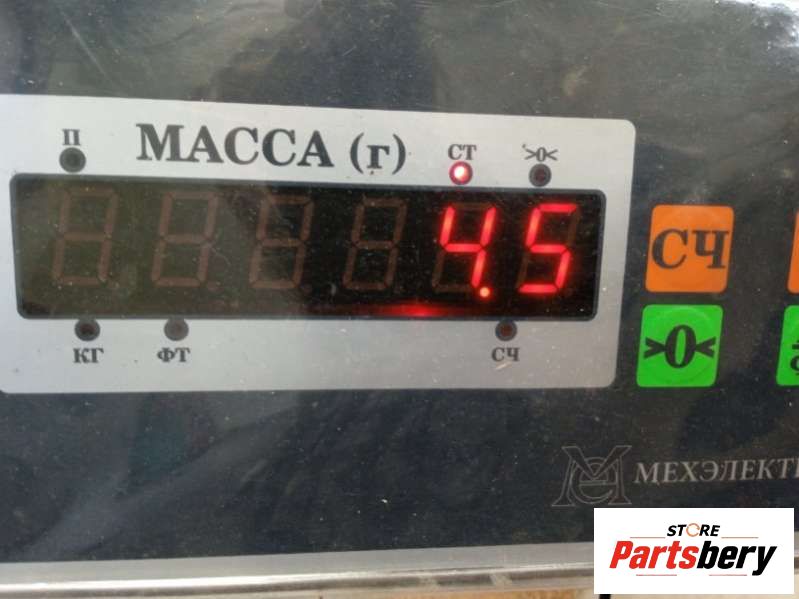 П
МАССА (г)
СТ
>0<
4.5
КГ
ФТ
СЧ
СЧ
>0<
МЕХЭЛЕКТ
STORE
Partsbery